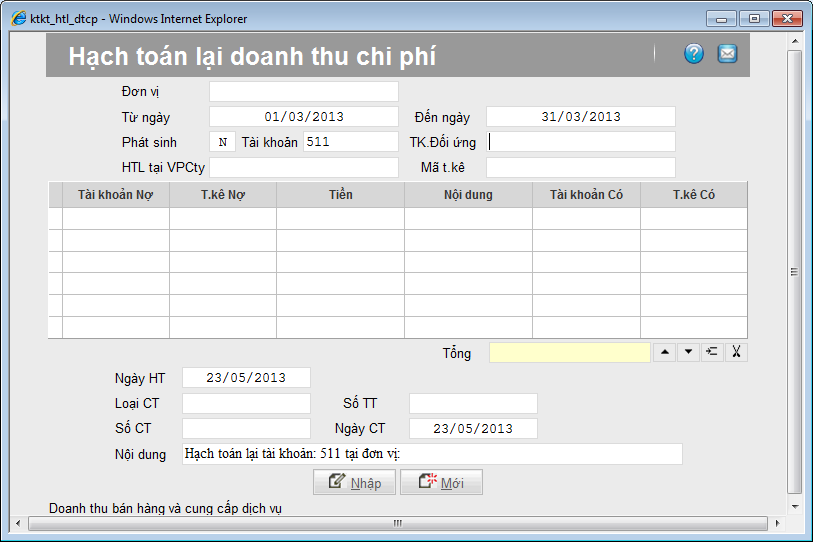 ktkt_htl_dtcp - Windows Internet Explorer
Hạch toán lại doanh thu chi phí
Đơn vị
Từ ngày 01/03/2013 Đến ngày 31/03/2013
Phát sinh N Tài khoản 511 TK.Đối ứng
HTL tại VPCty Mã t.kê
Tài khoản Nợ T.kê Nợ Tiền Nội dung Tài khoản Có T.kê Có
Tổng
Ngày HT 23/05/2013
Loại CT Số TT
Số CT Ngày CT 23/05/2013
Nội dung Hạch toán lại tài khoản: 511 tại đơn vị:
Nhập Mới
Doanh thu bán hàng và cung cấp dịch vụ